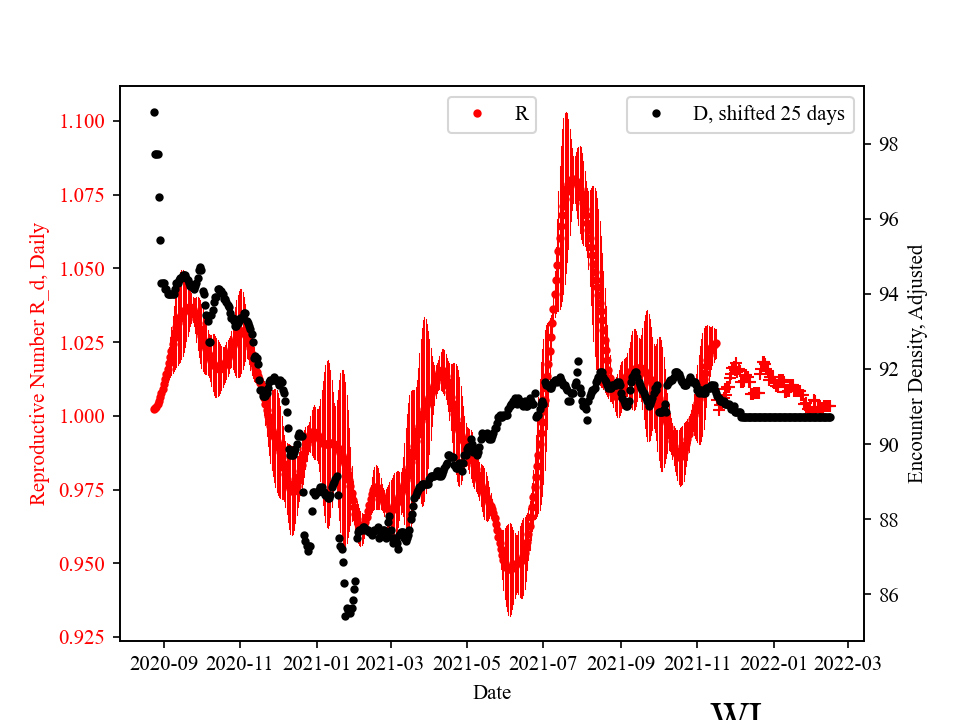 R
D, shifted 25 days
Reproductive Number R_d, Daily
1.100
1.075
1.050
1.025
1.000
0.975
0.950
0.925
98
96
94
92
90
88
86
Encounter Density, Adjusted
2020-09 2020-11 2021-01 2021-03 2021-05 2021-07 2021-09 2021-11 2022-01 2022-03
Date
WI